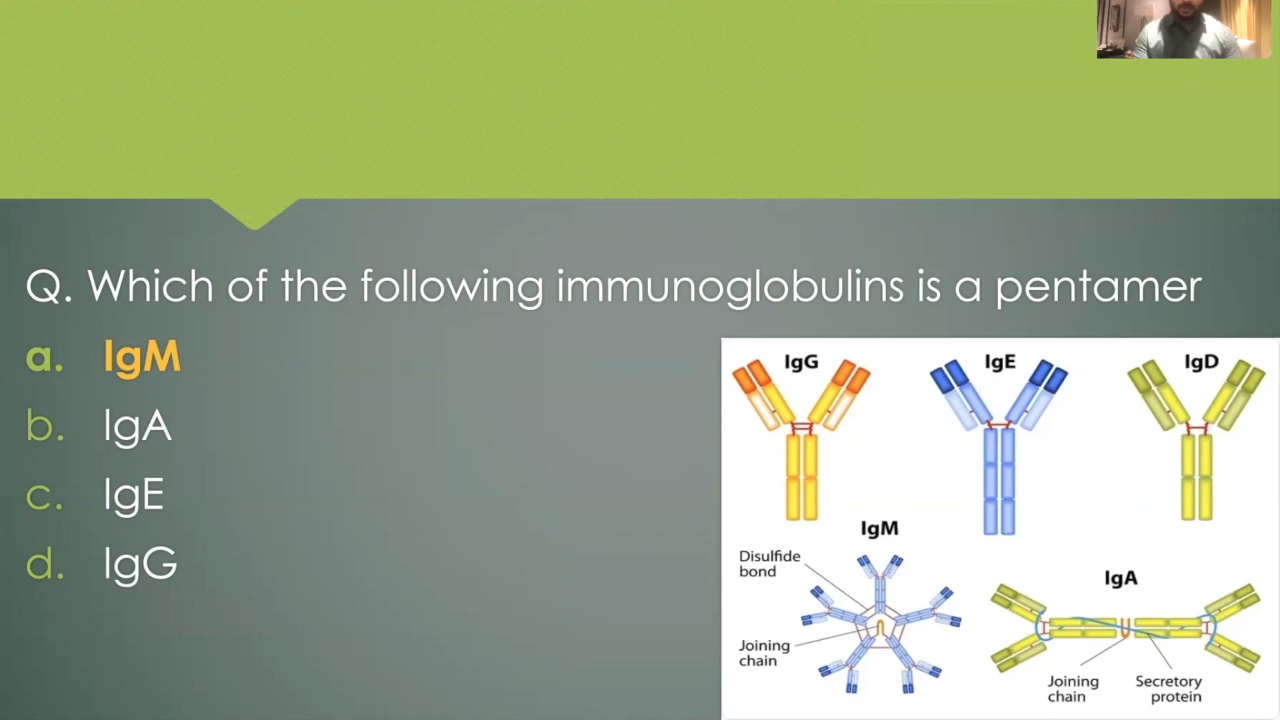 Q. Which of the following immunoglobulins is a pentamer
a. IgM
b. IgA
c. IgE
d. IgG
IgG
IgE
IgD
IgM
Disulfide
bond
Joining
chain
IgA
Joining
chain
Secretory
protein